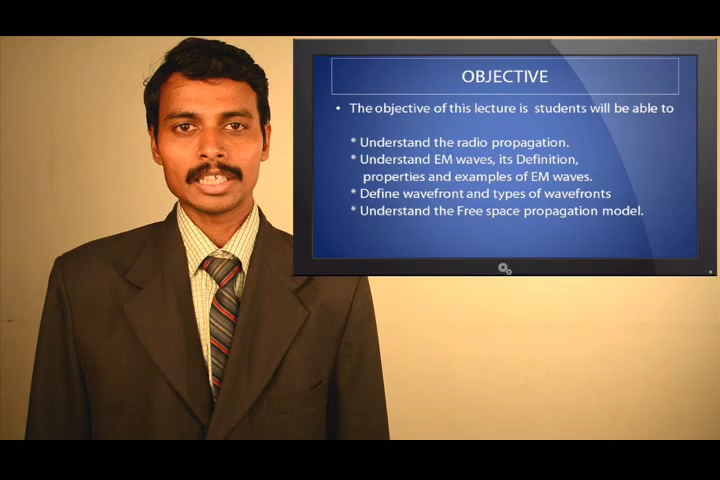 OBJECTIVE
• The objective of this lecture is students will be able to
* Understand the radio propagation.
* Understand EM waves, its Definition,
properties and examples of EM waves.
* Define wavefront and types of wavefronts
* Understand the Free space propagation model.